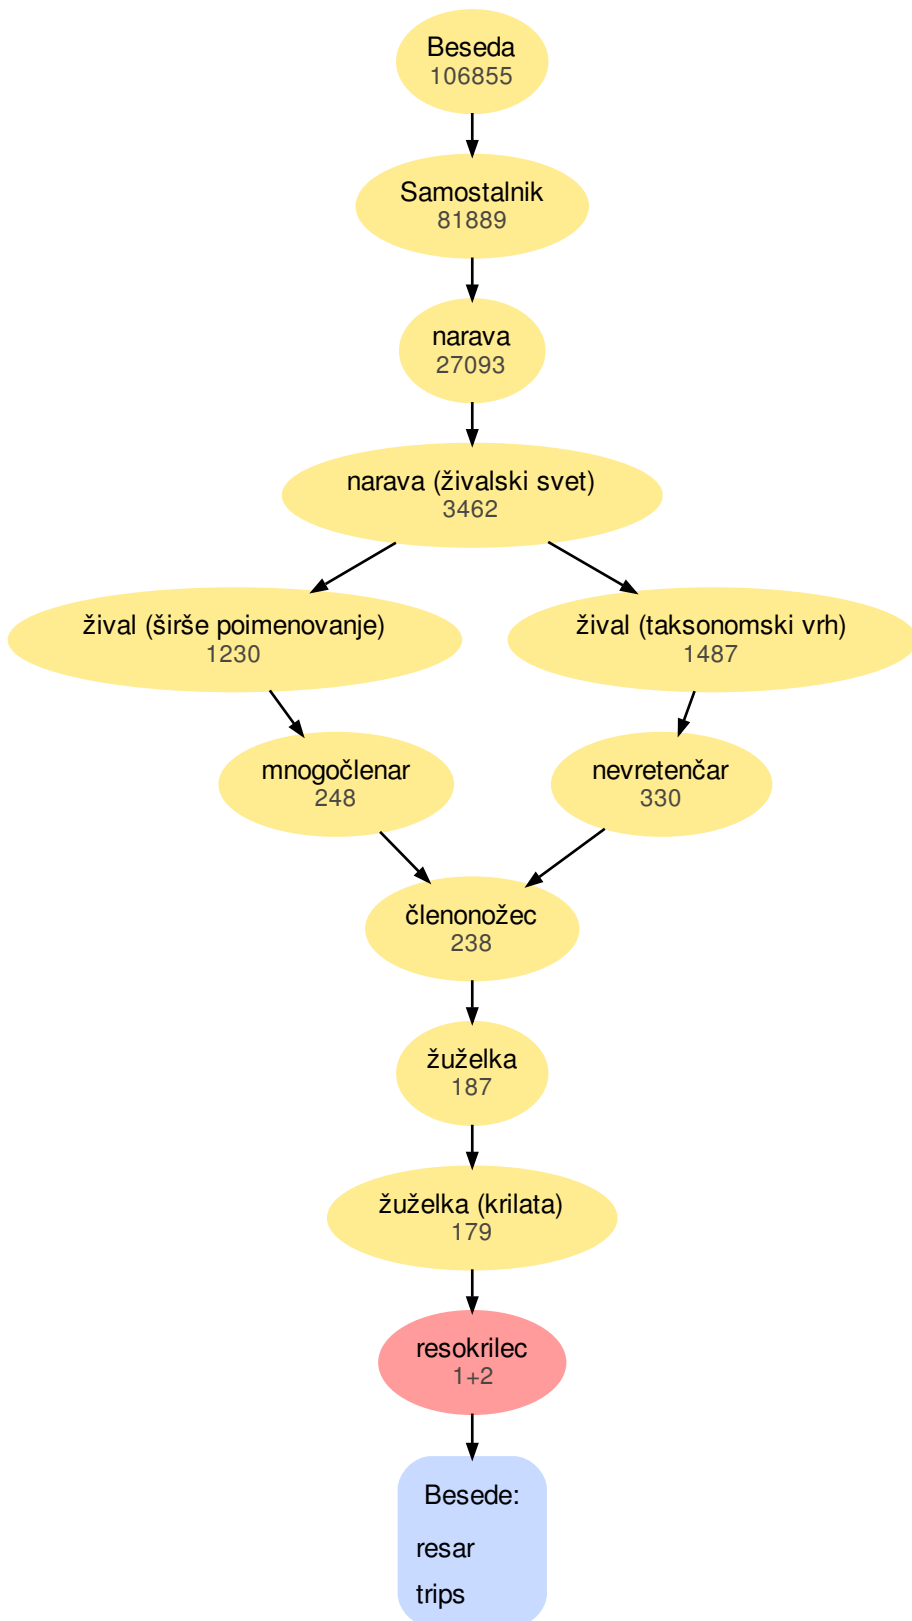 Beseda
106855
Samostalnik
81889
narava
27093
narava (živalski svet)
3462
žival (širše poimenovanje)
1230
žival (taksonomski vrh)
1487
mnogočlenar
248
nevretenčar
330
členonožec
238
žuželka
187
žuželka (krilata)
179
resokrilec
1+2
Besede:
resar
trips